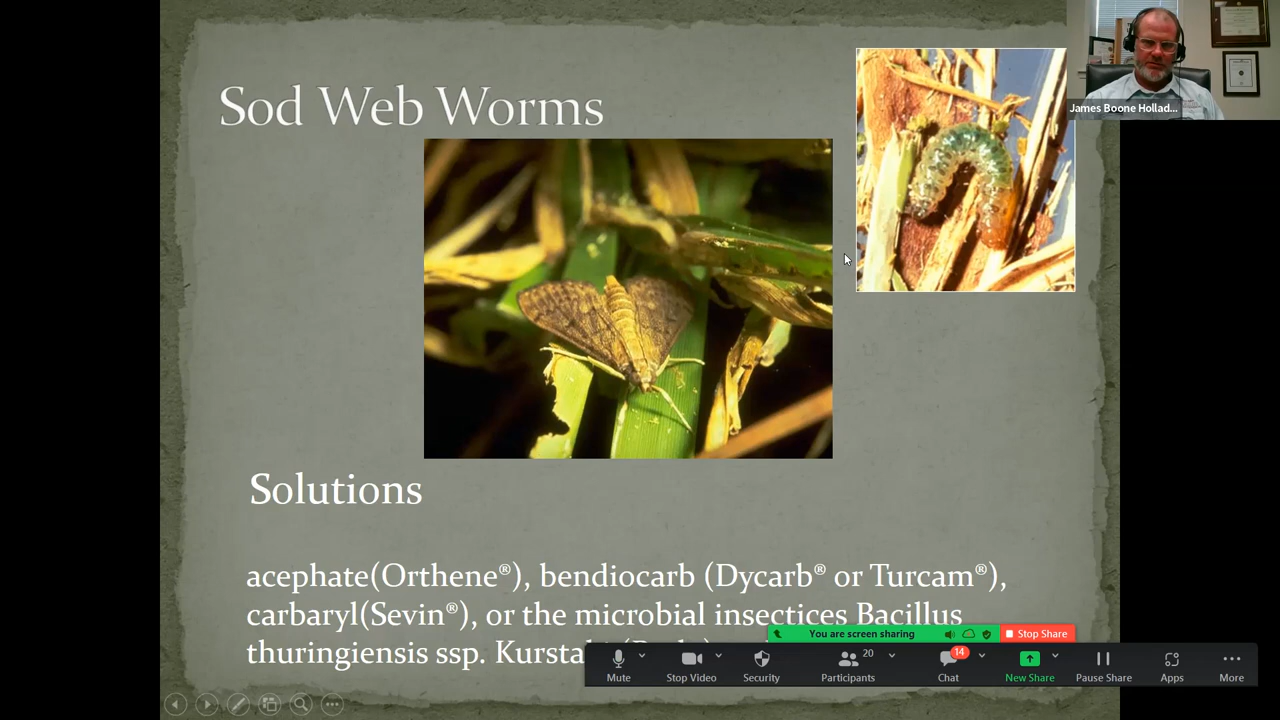 Sod Web Worms
James Boone Hollad...
Solutions
acephate(Orthene®), bendiocarb (Dycarb® or Turcam®),
carbaryl(Sevin®), or the microbial insectices Bacillus
thuringiensis ssp.
You are screen sharing
Stop Share
20
14
Mute
Stop Video
Security
Participants
Chat
New Share
Pause Share
Apps
More